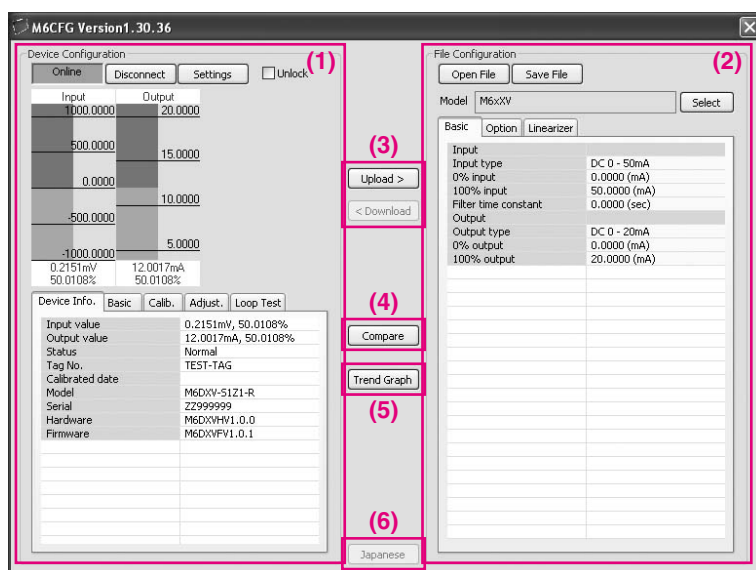 M6CFG Version1.30.36
Device Configuration
(1)
Online Disconnect Settings Unlock
Input Output
1000.0000 20.0000
500.0000 15.0000
0.0000 10.0000
-500.0000 5.0000
-1000.0000
0.2151mV 12.0017mA
50.0108% 50.0108%
Device Info. Basic Calib. Adjust. Loop Test
Input value 0.2151mV, 50.0108%
Output value 12.0017mA, 50.0108%
Status Normal
Tag No. TEST-TAG
Calibrated date
Model M6DXV-S1Z1-R
Serial ZZ999999
Hardware M6DXVHV1.0.0
Firmware M6DXVFV1.0.1
(3)
Upload >
< Download
(4)
Compare
Trend Graph
(5)
(6)
Japanese
File Configuration
(2)
Open File Save File
Model M6xXV Select
Basic Option Linearizer
Input
Input type DC 0 - 50mA
0% input 0.0000 (mA)
100% input 50.0000 (mA)
Filter time constant 0.0000 (sec)
Output
Output type DC 0 - 20mA
0% output 0.0000 (mA)
100% output 20.0000 (mA)